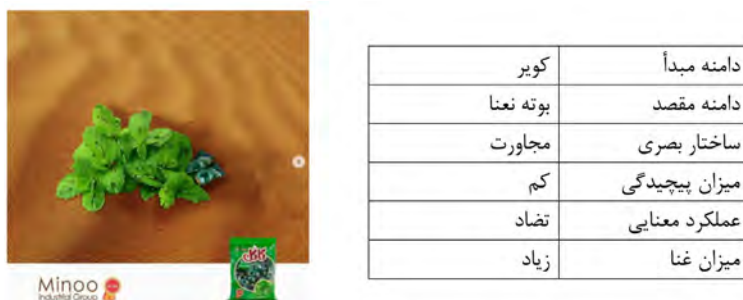 Minoo
Industrial Group
دامنه مبدأ کویر
دامنه مقصد بوته نعنا
ساختار بصری مجاورت
میزان پیچیدگی کم
عملکرد معنایی تضاد
میزان غنا زیاد